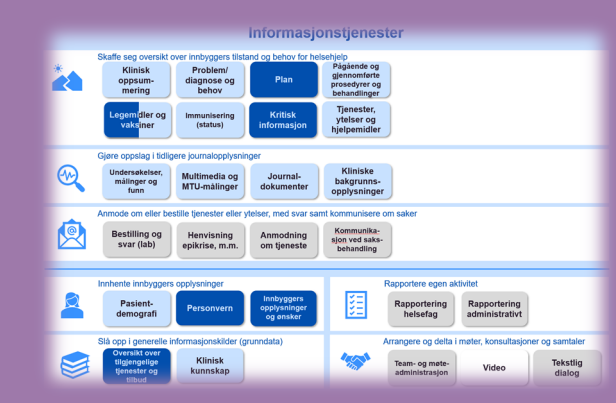 Informasjonstjenester
Skaffe seg oversikt over innbyggers tilstand og behov for helsehjelp
Klinisk
oppsum-
mering
Problem/
diagnose og
behov
Plan
Pågående og
gjennomførte
prosedyrer og
behandlinger
Legemidler og
vaksiner
Immunisering
(status)
Kritisk
informasjon
Tjenester,
ytelser og
hjelpemidler
Gjøre oppslag i tidligere journalopplysninger
Undersøkelser,
målinger og
funn
Multimedia og
MTU-målinger
Journal-
dokumenter
Kliniske
bakgrunns-
opplysninger
Anmode om eller bestille tjenester eller ytelser, med svar samt kommunisere om saker
Bestilling og
svar (lab)
Henvisning
epikrise, m.m.
Anmodning
om tjeneste
Kommunika-
sjon ved saks-
behandling
Innhente innbyggers opplysninger
Pasient-
demografi
Personvern
Innbyggers
opplysninger
og ønsker
Rapportere egen aktivitet
Rapportering
helsefag
Rapportering
administrativt
Slå opp i generelle informasjonskilder (grunndata)
Oversikt over
tilgjengelige
tjenester og
tilbud
Klinisk
kunnskap
Arrangere og delta i møter, konsultasjoner og samtaler
Team- og møte-
administrasjon
Video
Tekstlig
dialog